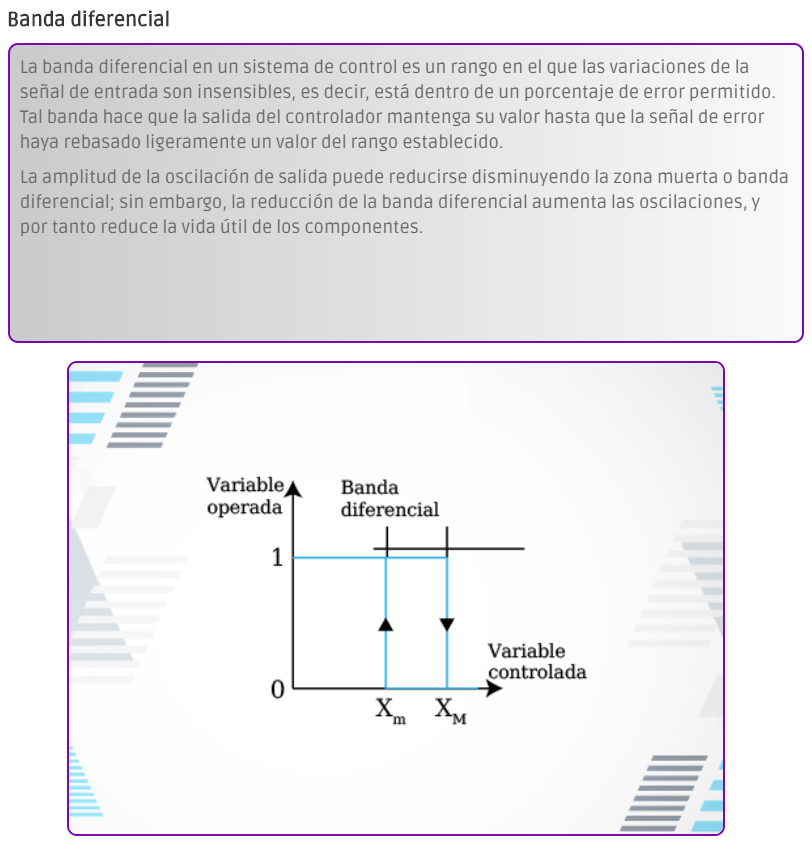 Banda diferencial
La banda diferencial en un sistema de control es un rango en el que las variaciones de la
señal de entrada son insensibles, es decir, está dentro de un porcentaje de error permitido.
Tal banda hace que la salida del controlador mantenga su valor hasta que la señal de error
haya rebasado ligeramente un valor del rango establecido.
La amplitud de la oscilación de salida puede reducirse disminuyendo la zona muerta o banda
diferencial; sin embargo, la reducción de la banda diferencial aumenta las oscilaciones, y
por tanto reduce la vida útil de los componentes.
Variable
operada
Banda
diferencial
1
Variable
controlada
0
Xm
XM